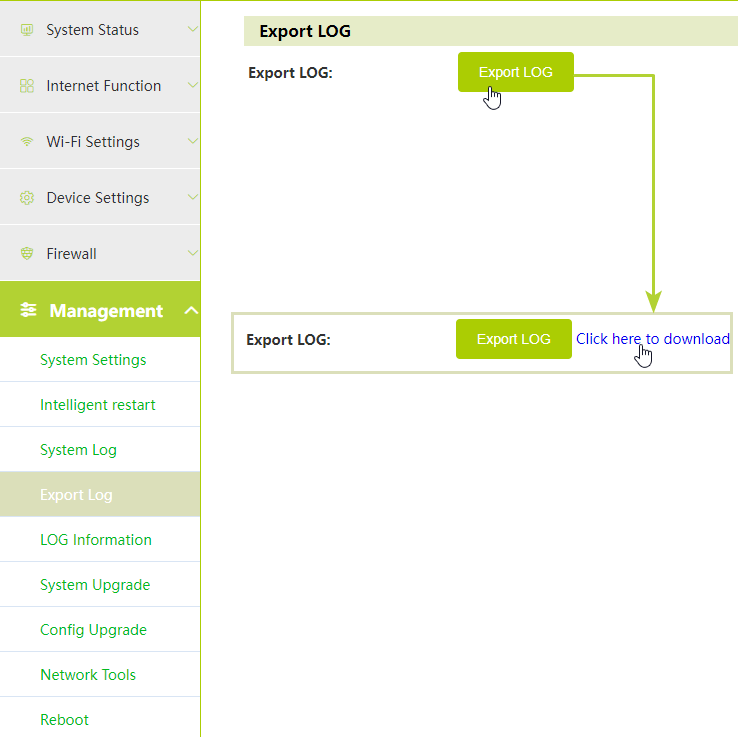 System Status
Internet Function
Wi-Fi Settings
Device Settings
Firewall
Management
System Settings
Intelligent restart
System Log
Export Log
LOG Information
System Upgrade
Config Upgrade
Network Tools
Reboot
Export LOG
Export LOG: Export LOG
Export LOG: Export LOG Click here to download